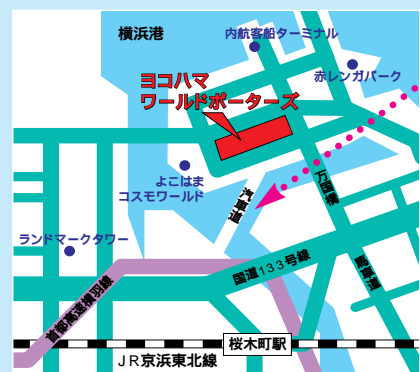 横浜港
内航客船ターミナル
赤レンガパーク
ヨコハマ
ワールドポーターズ
よこはま
コスモワールド
汽車道
万国橋
ランドマークタワー
国道133号線
馬車道
首都高速横羽線
桜木町駅
JR京浜東北線